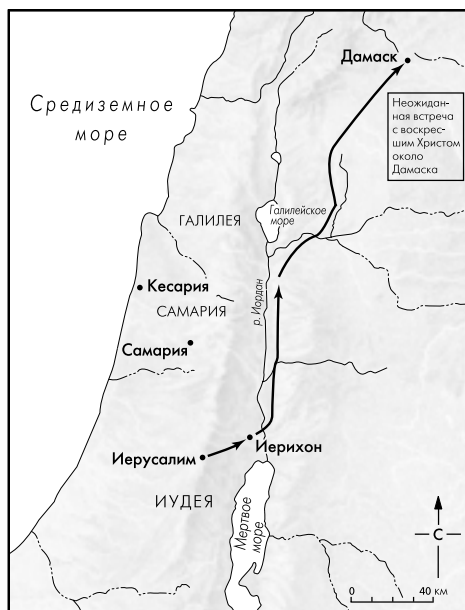 Дамаск
Средиземное
море
Неожидан-
ная встреча
с воскрес-
шим Христом
около
Дамаска
Галилейское
море
ГАЛИЛЕЯ
Кесария
САМАРИЯ
р. Иордан
Самария
Иерихон
Иерусалим
ИУДЕЯ
Мертвое
море
С
0 40 км